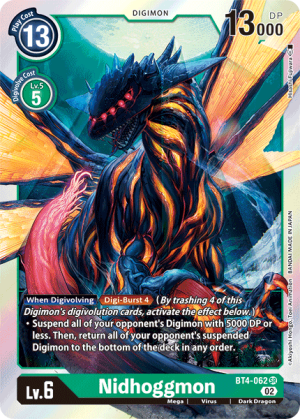 Play Cost
13
DIGIMON
DP
13000
Digivolve Cost
Lv.5
5
When Digivolving Digi-Burst 4 (By trashing 4 of this
Digimon's digivolution cards, activate the effect below.)
• Suspend all of your opponent's Digimon with 5000 DP or
less. Then, return all of your opponent's suspended
Digimon to the bottom of the deck in any order.
BT4-062 SR
Lv.6
Nidhoggmon
02
Mega | Virus | Dark Dragon
©Akiyoshi Hongo, Toei Animation BANDAI MADE IN JAPAN